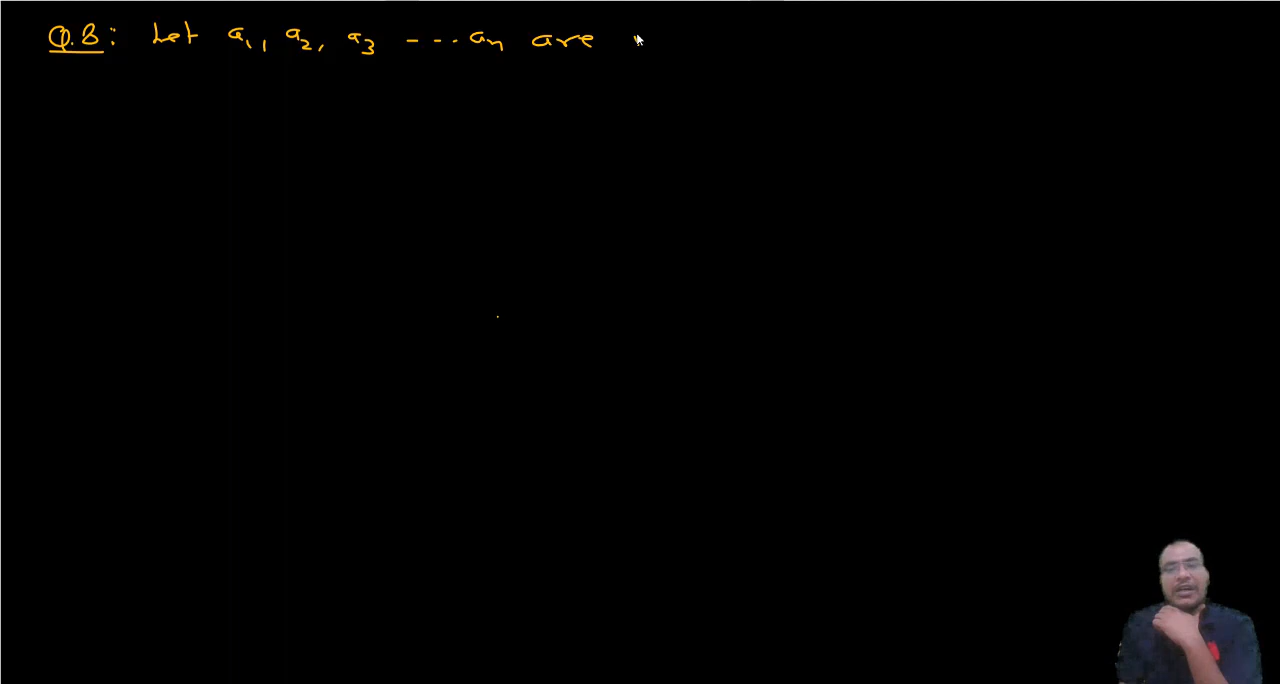 Q.8: Let a₁, a₂, a₃ ---- aₙ are